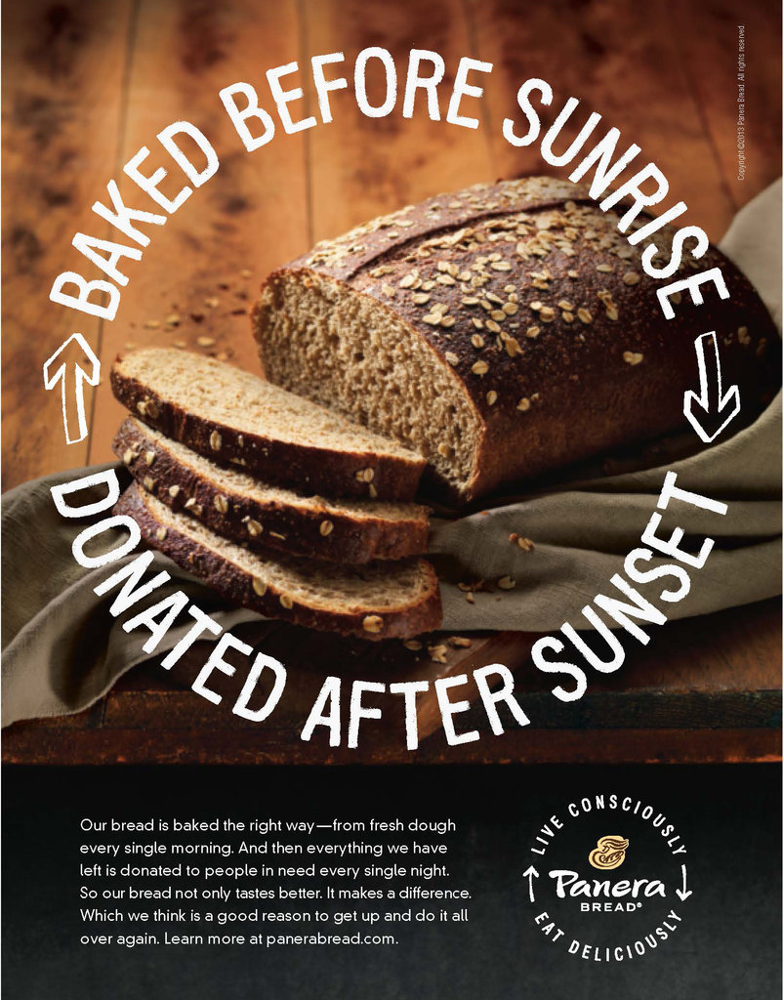 Copyright ©2013 Panera Bread. All rights reserved.
BAKED BEFORE SUNRISE
DONATED AFTER SUNSET
Our bread is baked the right way—from fresh dough
every single morning. And then everything we have
left is donated to people in need every single night.
So our bread not only tastes better. It makes a difference.
Which we think is a good reason to get up and do it all
over again. Learn more at panerabread.com.
LIVE CONSCIOUSLY
Panera
BREAD®
EAT DELICIOUSLY